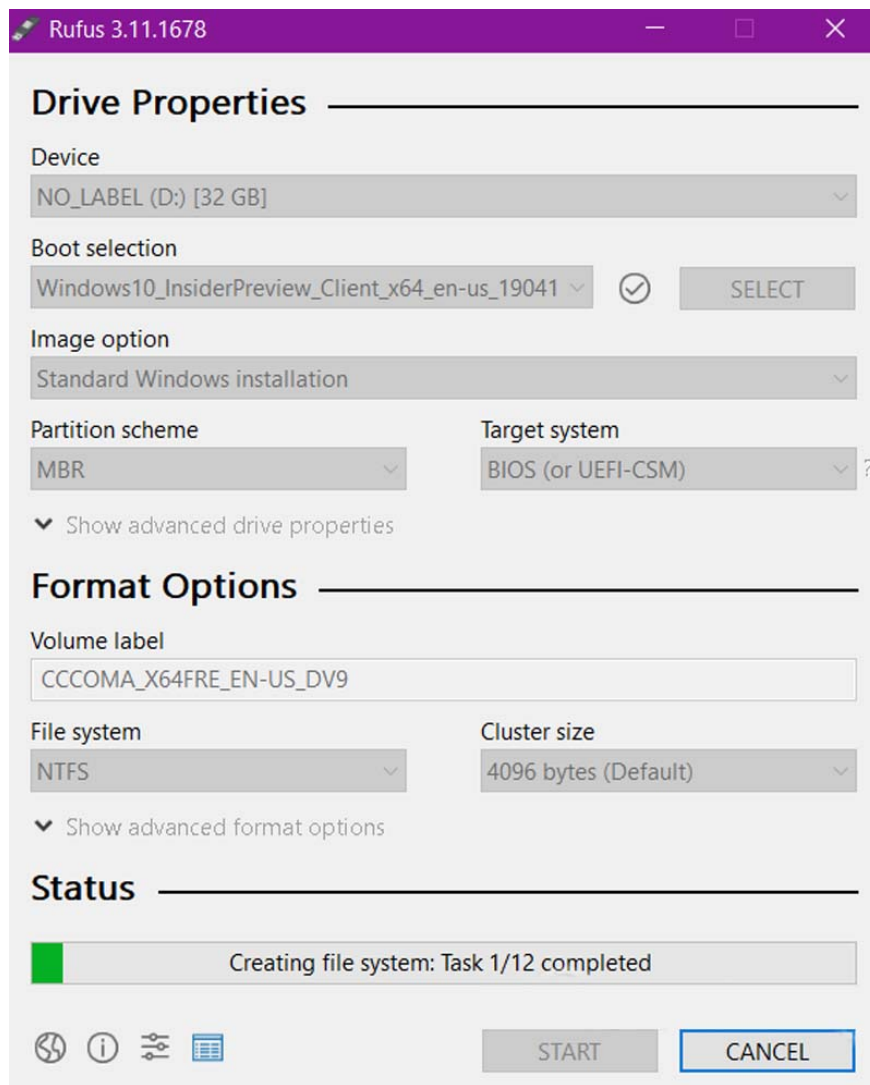 Rufus 3.11.1678
Drive Properties
Device
NO_LABEL (D:) [32 GB]
Boot selection
Windows10_InsiderPreview_Client_x64_en-us_19041
SELECT
Image option
Standard Windows installation
Partition scheme
Target system
MBR
BIOS (or UEFI-CSM)
?
Show advanced drive properties
Format Options
Volume label
CCCOMA_X64FRE_EN-US_DV9
File system
Cluster size
NTFS
4096 bytes (Default)
Show advanced format options
Status
Creating file system: Task 1/12 completed
START
CANCEL